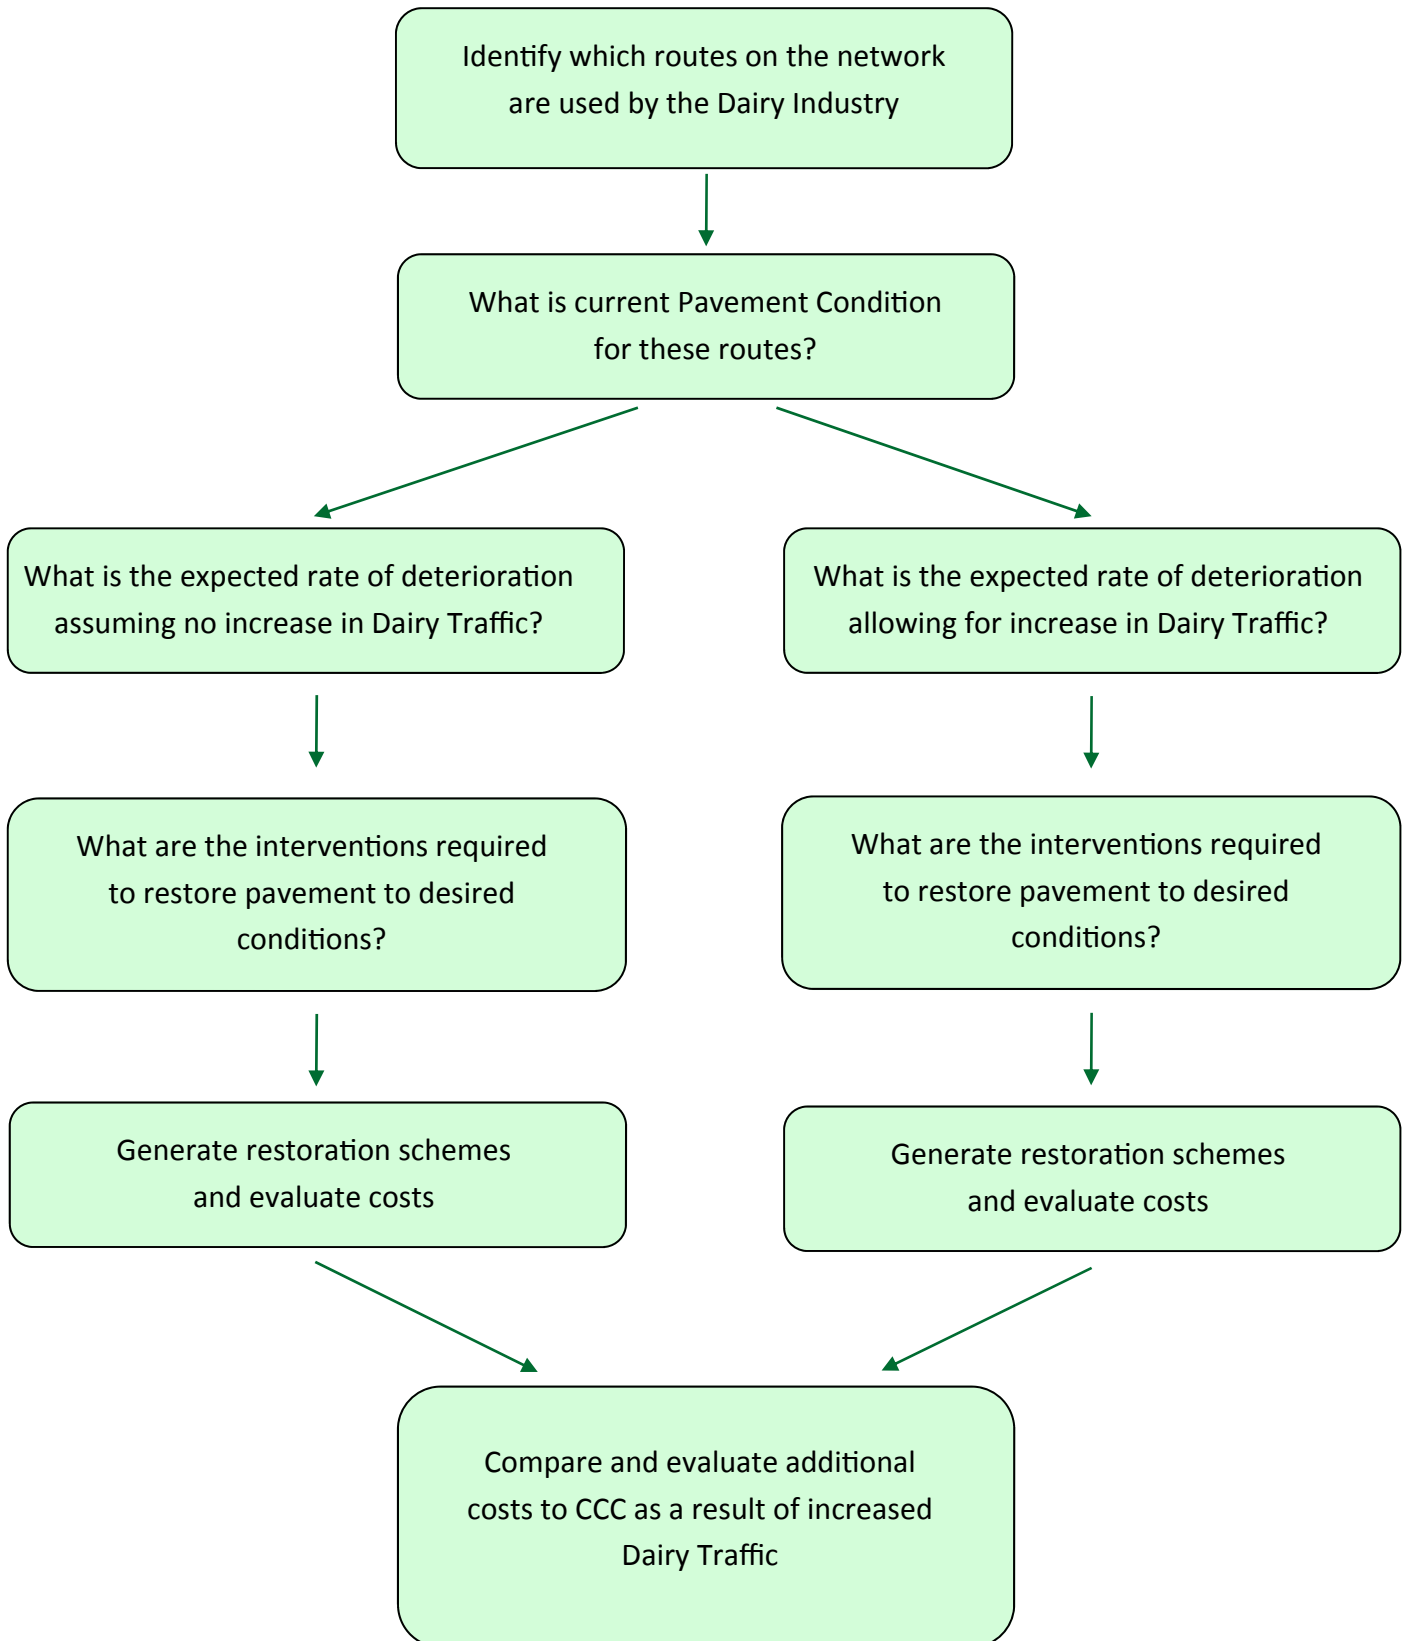 Identify which routes on the network
are used by the Dairy Industry
What is current Pavement Condition
for these routes?
What is the expected rate of deterioration
assuming no increase in Dairy Traffic?
What is the expected rate of deterioration
allowing for increase in Dairy Traffic?
What are the interventions required
to restore pavement to desired
conditions?
What are the interventions required
to restore pavement to desired
conditions?
Generate restoration schemes
and evaluate costs
Generate restoration schemes
and evaluate costs
Compare and evaluate additional
costs to CCC as a result of increased
Dairy Traffic